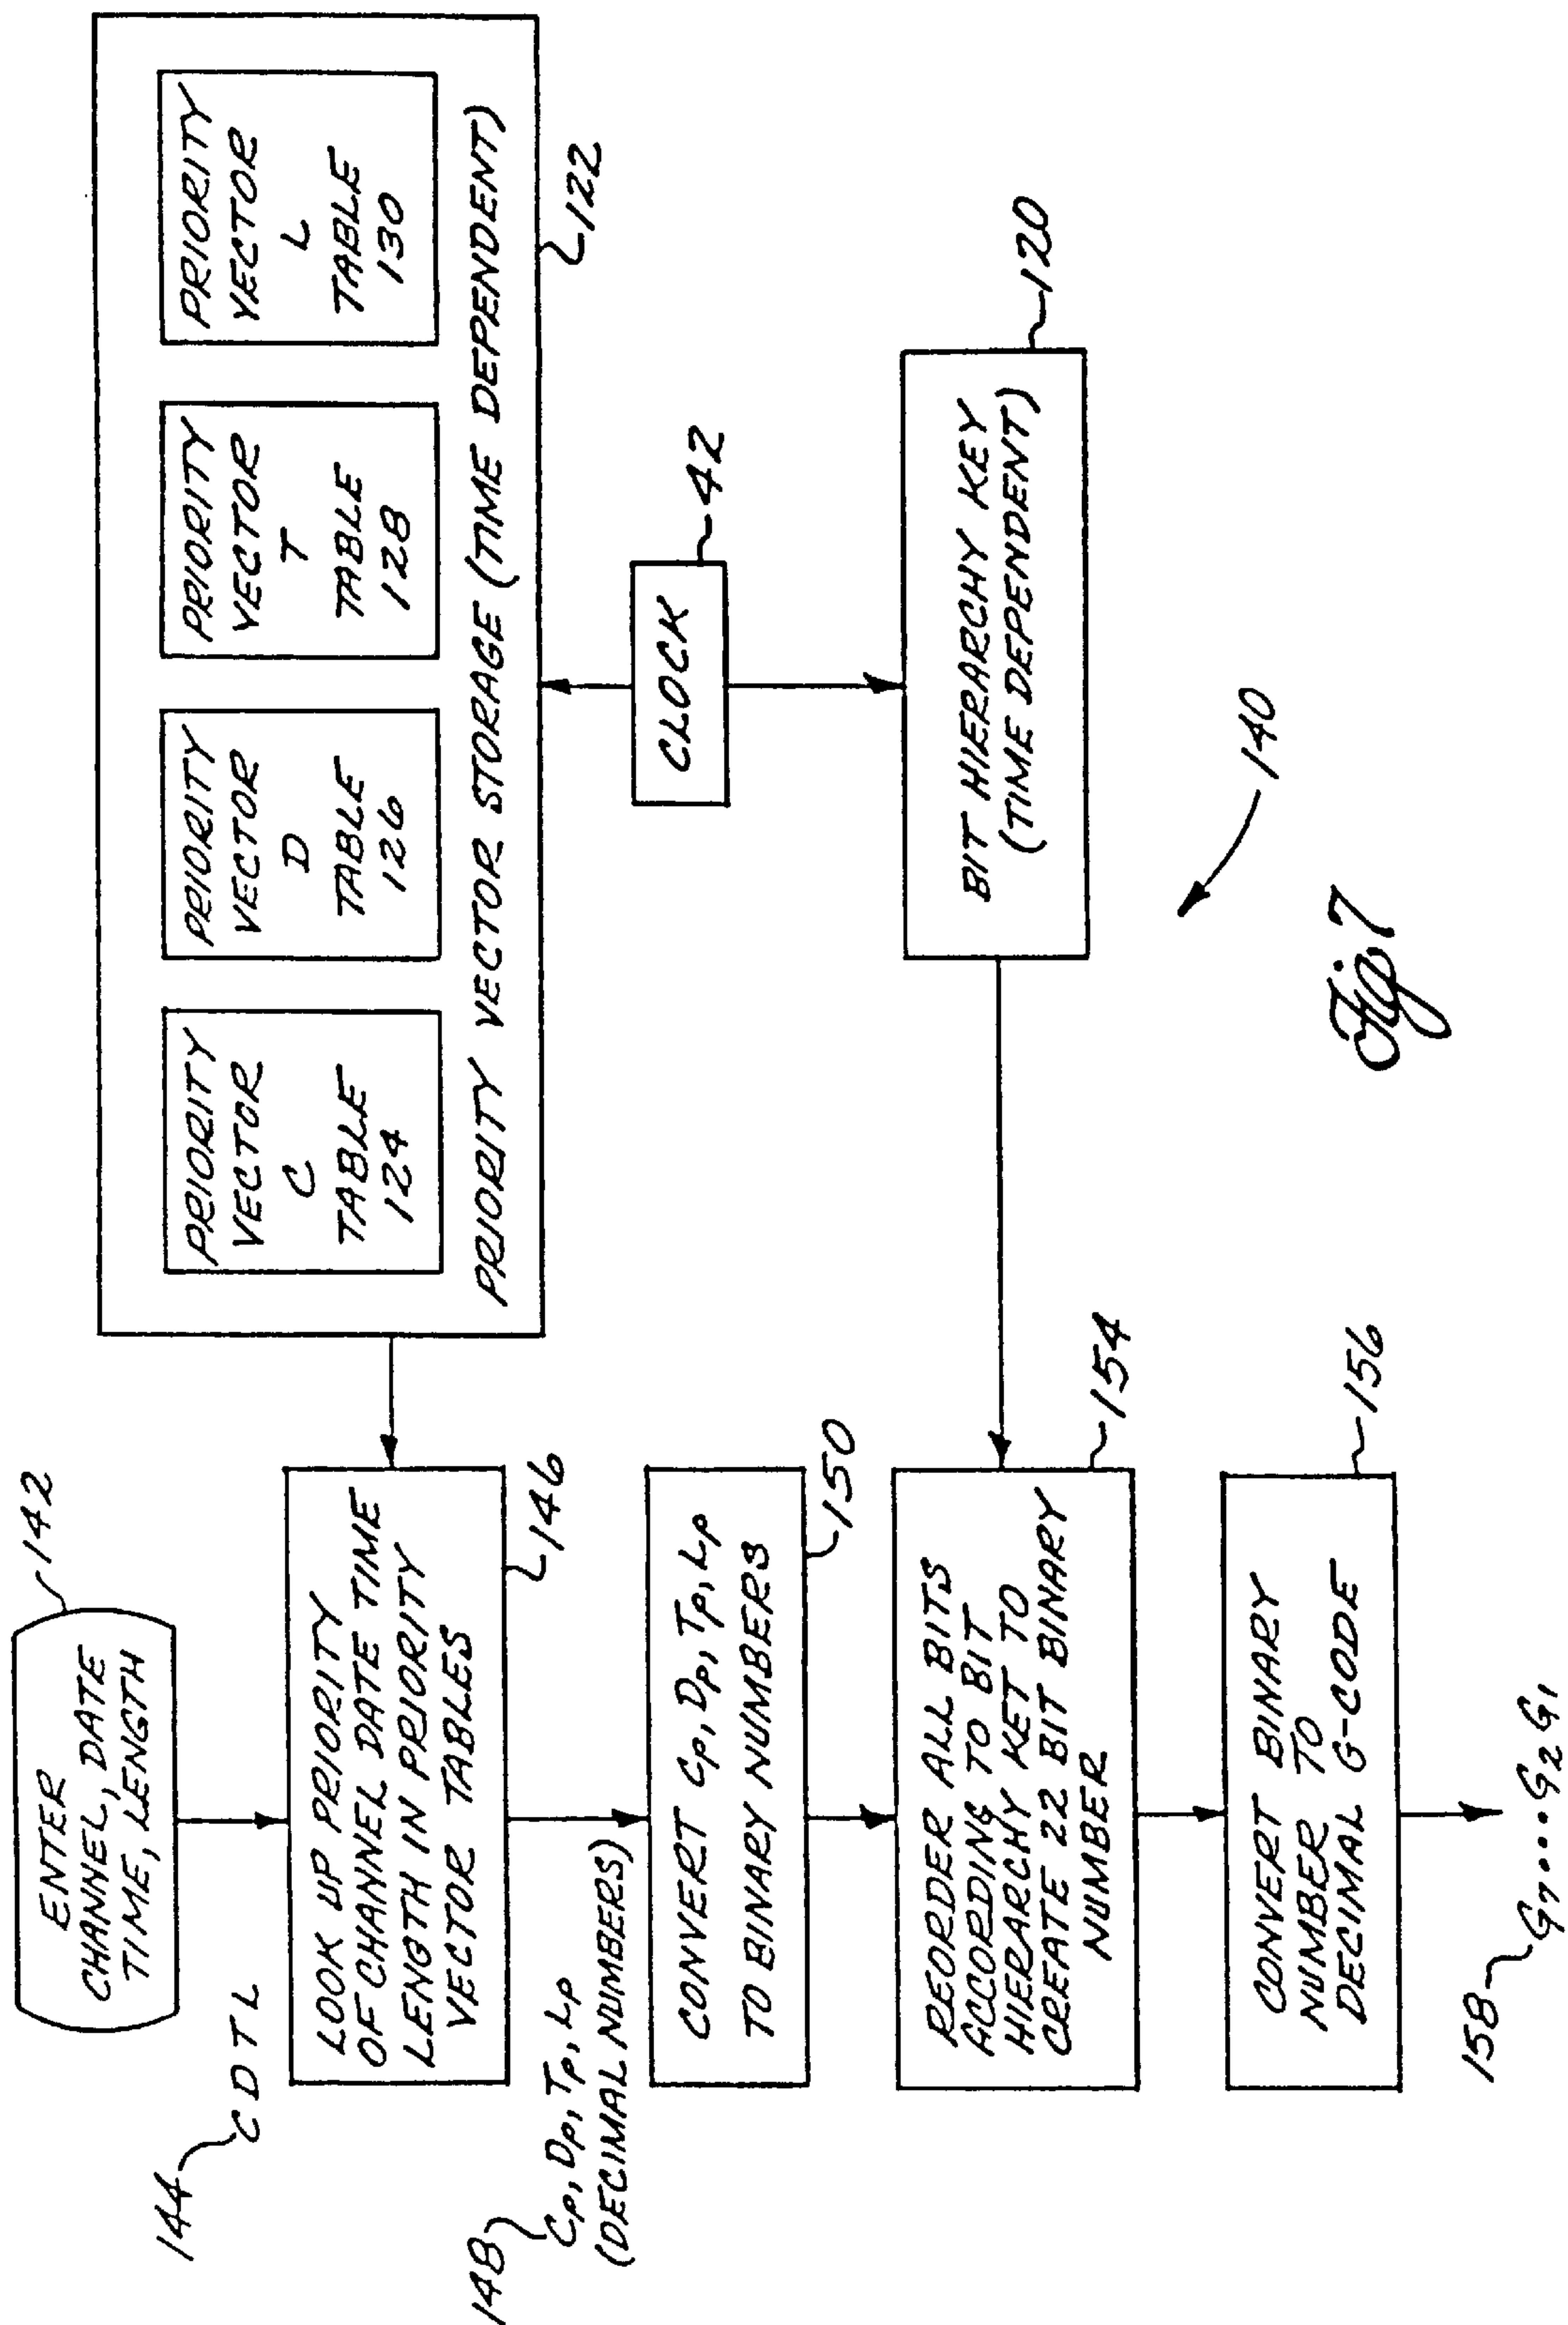 ENTER
CHANNEL, DATE
TIME, LENGTH
142
144
C D T L
LOOK UP PRIORITY
OF CHANNEL DATE TIME
LENGTH IN PRIORITY
VECTOR TABLES
146
148
Cp, Dp, Tp, Lp
(DECIMAL NUMBERS)
CONVERT Cp, Dp, Tp, Lp
TO BINARY NUMBERS
150
REORDER ALL BITS
ACCORDING TO BIT
HIERARCHY KET TO
CREATE 22 BIT BINARY
NUMBER
154
CONVERT BINARY
NUMBER TO
DECIMAL G-CODE
156
158
G7....G2G1
PRIORITY
VECTOR
C
TABLE
124
PRIORITY
VECTOR
D
TABLE
126
PRIORITY
VECTOR
T
TABLE
128
PRIORITY
VECTOR
L
TABLE
130
PRIORITY VECTOR STORAGE (TIME DEPENDENT)
122
CLOCK
42
BIT HIERARCHY KEY
(TIME DEPENDENT)
120
140
Fig. 7